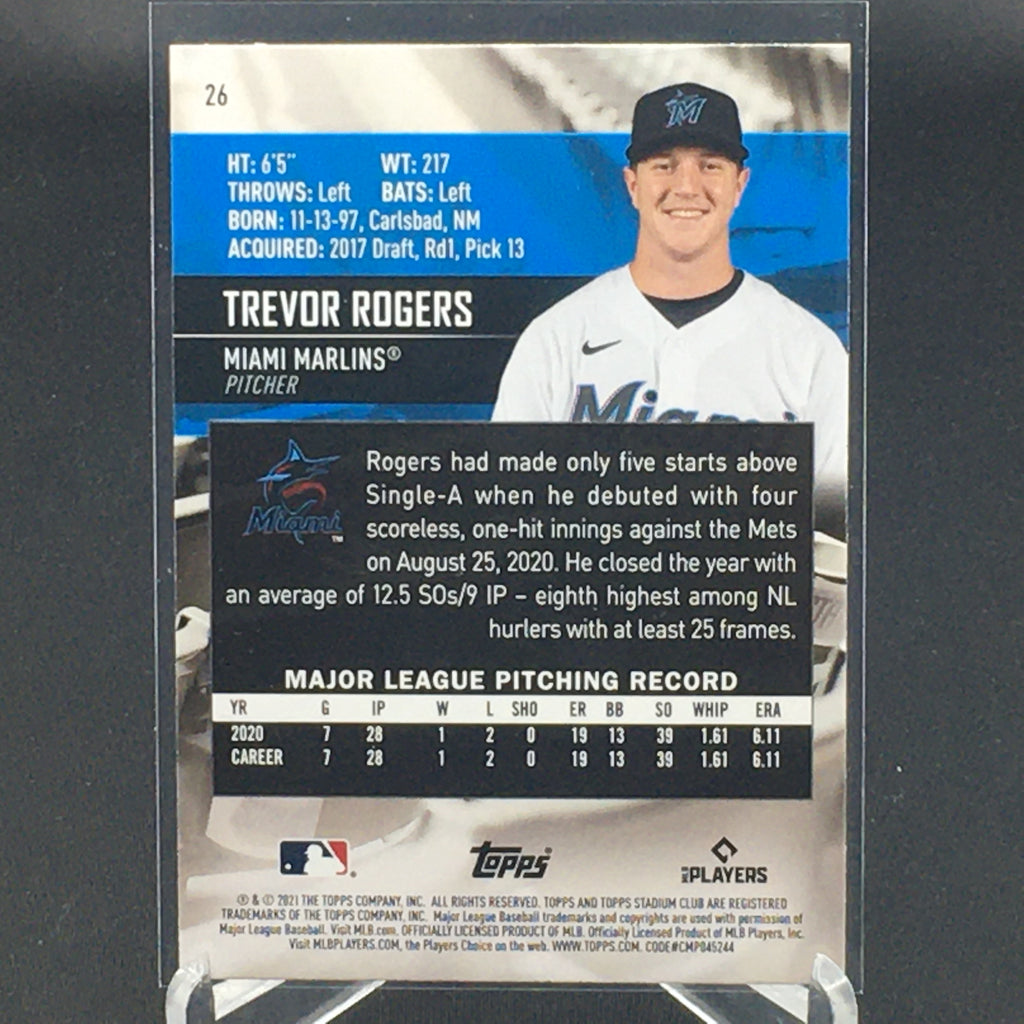 26
M
HT: 6'5" WT: 217
THROWS: Left BATS: Left
BORN: 11-13-97, Carlsbad, NM
ACQUIRED: 2017 Draft, Rd1, Pick 13
TREVOR ROGERS
MIAMI MARLINS®
PITCHER
Miami
Miami™
Rogers had made only five starts above
Single-A when he debuted with four
scoreless, one-hit innings against the Mets
on August 25, 2020. He closed the year with
an average of 12.5 SOs/9 IP – eighth highest among NL
hurlers with at least 25 frames.
MAJOR LEAGUE PITCHING RECORD
YR G IP W L SHO ER BB SO WHIP ERA
2020 7 28 1 2 0 19 13 39 1.61 6.11
CAREER 7 28 1 2 0 19 13 39 1.61 6.11
topps®
MLB PLAYERS
® & © 2021 THE TOPPS COMPANY, INC. ALL RIGHTS RESERVED. TOPPS AND TOPPS STADIUM CLUB ARE REGISTERED
TRADEMARKS OF THE TOPPS COMPANY, INC. Major League Baseball trademarks and copyrights are used with permission of
Major League Baseball. Visit MLB.com. OFFICIALLY LICENSED PRODUCT OF MLB. Officially Licensed Product of MLB Players, Inc.
Visit MLBPLAYERS.COM, the Players Choice on the web. WWW.TOPPS.COM. CODE#CMP045244